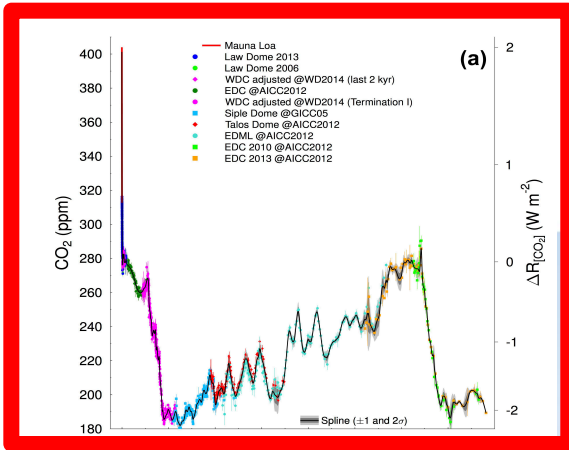 (a)
Mauna Loa
Law Dome 2013
Law Dome 2006
WDC adjusted @WD2014 (last 2 kyr)
EDC @AICC2012
WDC adjusted @WD2014 (Termination I)
Siple Dome @GICC05
Talos Dome @AICC2012
EDML @AICC2012
EDC 2010 @AICC2012
EDC 2013 @AICC2012
CO2 (ppm)
400
380
360
340
320
300
280
260
240
220
200
180
ΔR[CO2] (W m-2)
2
1
0
-1
-2
Spline (±1 and 2σ)